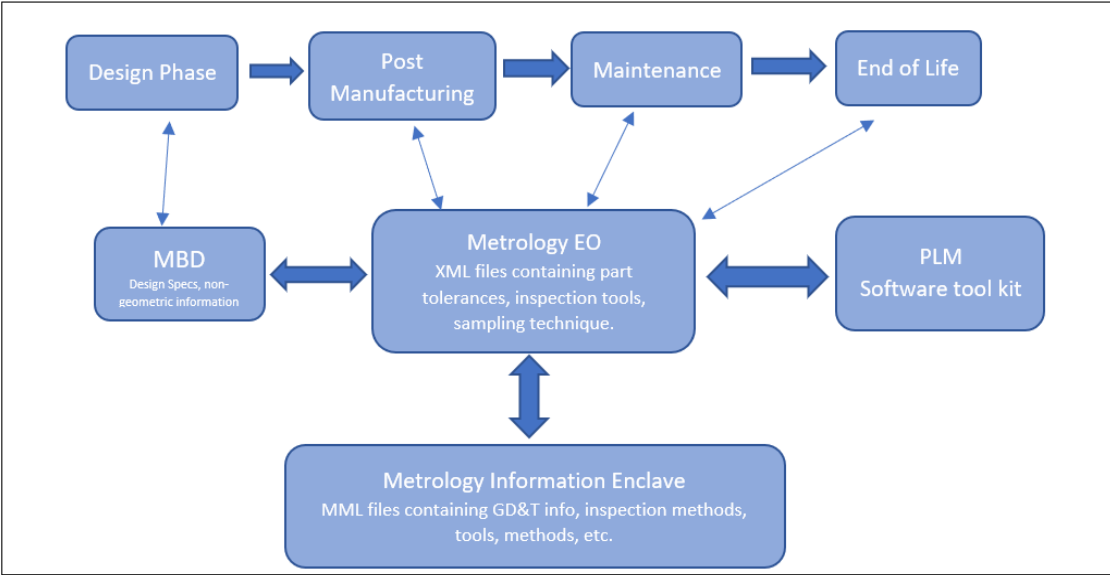 Design Phase
Post
Manufacturing
Maintenance
End of Life
MBD
Design Specs, non-
geometric information
Metrology EO
XML files containing part
tolerances, inspection tools,
sampling technique.
PLM
Software tool kit
Metrology Information Enclave
MML files containing GD&T info, inspection methods,
tools, methods, etc.